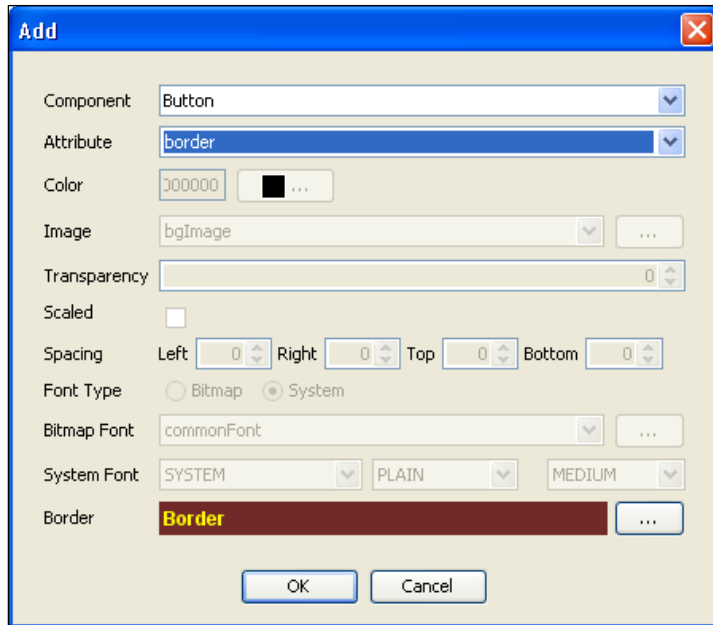 Add
Component Button
Attribute border
Color 000000 ...
Image bgImage ...
Transparency 0
Scaled
Spacing Left 0 Right 0 Top 0 Bottom 0
Font Type Bitmap System
Bitmap Font commonFont ...
System Font SYSTEM PLAIN MEDIUM
Border Border ...
OK Cancel